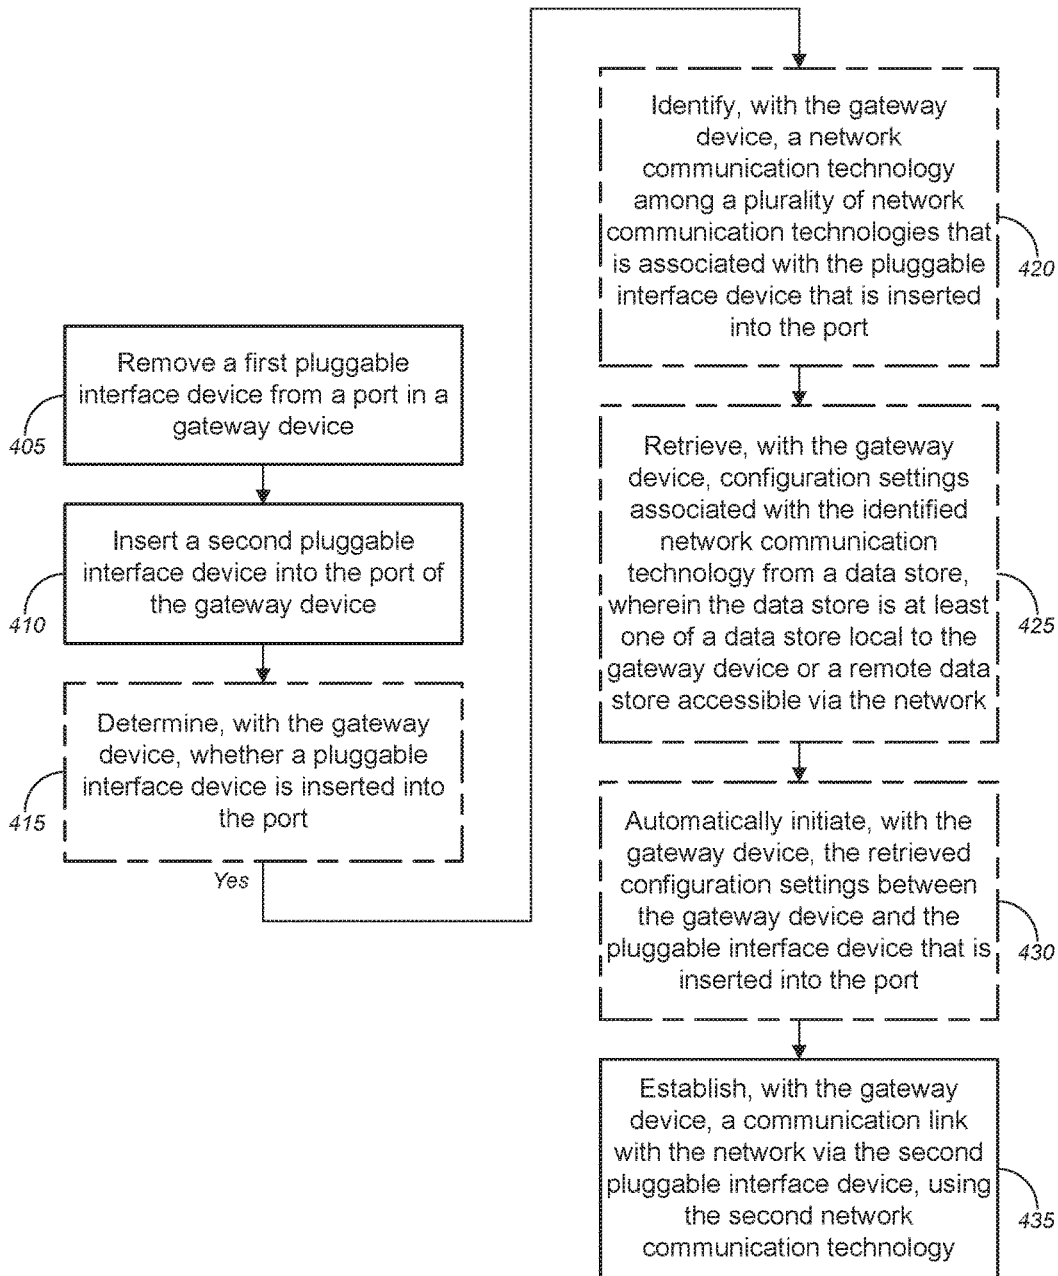 Remove a first pluggable
interface device from a port in a
gateway device
405
Insert a second pluggable
interface device into the port of
the gateway device
410
Determine, with the gateway
device, whether a pluggable
interface device is inserted into
the port
415
Yes
Identify, with the gateway
device, a network
communication technology
among a plurality of network
communication technologies that
is associated with the pluggable
interface device that is inserted
into the port
420
Retrieve, with the gateway
device, configuration settings
associated with the identified
network communication
technology from a data store,
wherein the data store is at least
one of a data store local to the
gateway device or a remote data
store accessible via the network
425
Automatically initiate, with the
gateway device, the retrieved
configuration settings between
the gateway device and the
pluggable interface device that is
inserted into the port
430
Establish, with the gateway
device, a communication link
with the network via the second
pluggable interface device, using
the second network
communication technology
435